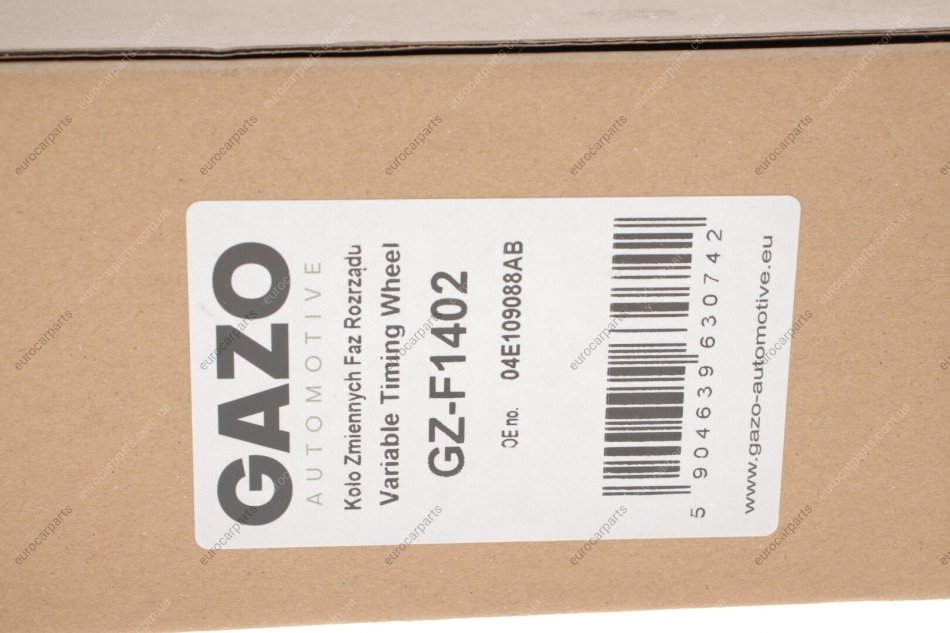 GAZO
AUTOMOTIVE
Koło Zmiennych Faz Rozrządu
Variable Timing Wheel
GZ-F1402
OE no. 04E109088AB
5 904639 630742
www.gazo-automotive.eu
eurocarparts